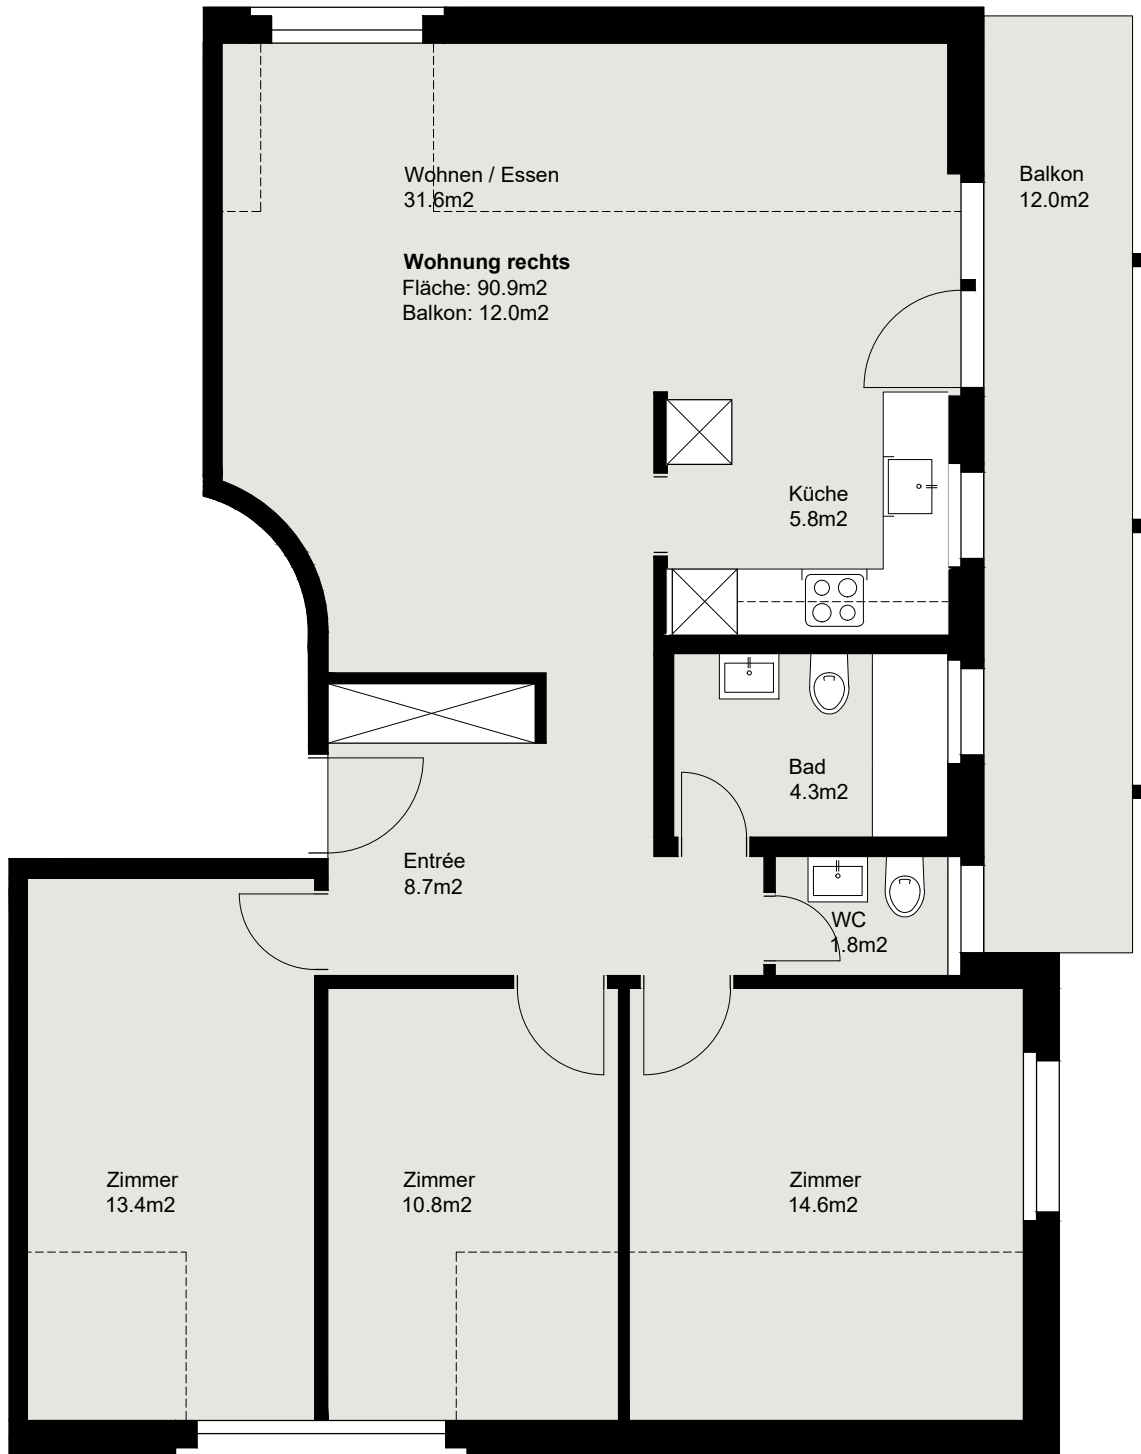 Wohnen / Essen
31.6m2
Balkon
12.0m2
Wohnung rechts
Fläche: 90.9m2
Balkon: 12.0m2
Küche
5.8m2
Bad
4.3m2
Entrée
8.7m2
WC
1.8m2
Zimmer
13.4m2
Zimmer
10.8m2
Zimmer
14.6m2